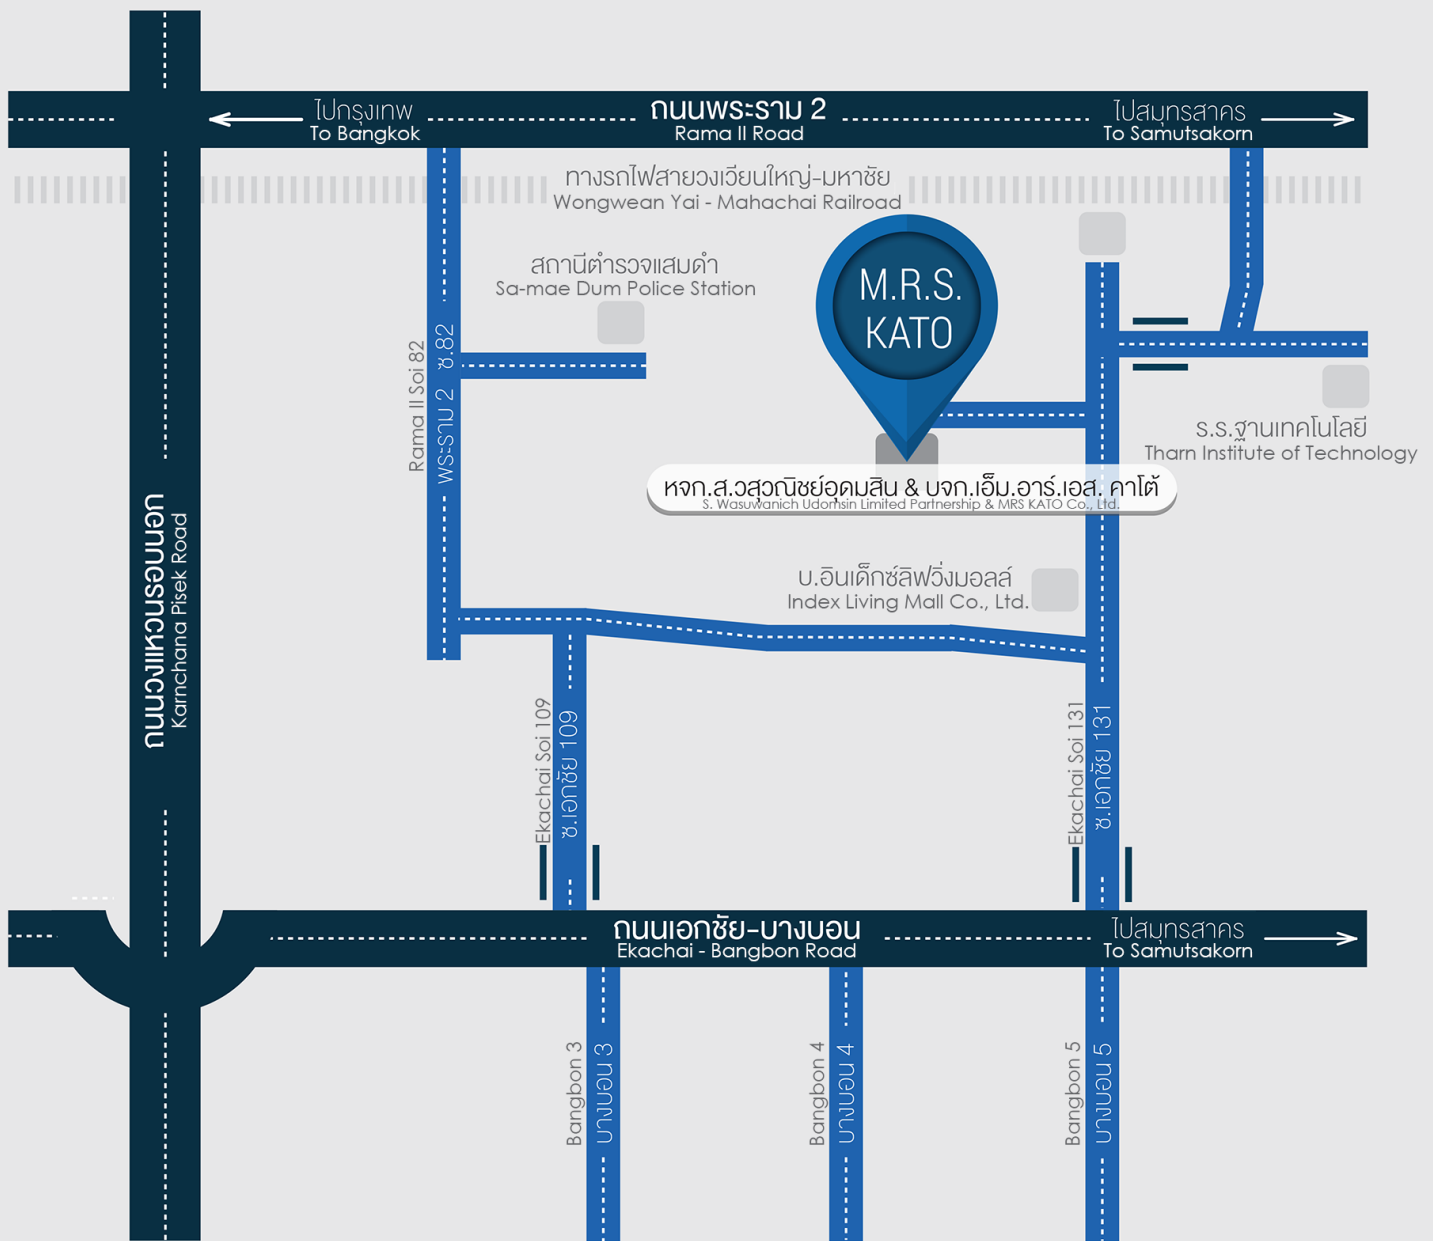 ไปกรุงเทพ
To Bangkok
ถนนพระราม 2
Rama II Road
ไปสมุทรสาคร
To Samutsakorn
ทางรถไฟสายวงเวียนใหญ่-มหาชัย
Wongwean Yai - Mahachai Railroad
สถานีตำรวจแสมดำ
Sa-mae Dum Police Station
M.R.S.
KATO
Rama II Soi 82
พระราม 2 ซ.82
ร.ร.ฐานเทคโนโลยี
Tharn Institute of Technology
หจก.ส.วสุวณิชย์อุดมสิน & บจก.เอ็ม.อาร์.เอส. คาโต้
S. Wasuwanich Udomsin Limited Partnership & MRS KATO Co., Ltd.
ถนนวงแหวนรอบนอก
Karnchana Pisek Road
บ.อินเด็กซ์ลิฟวิ่งมอลล์
Index Living Mall Co., Ltd.
Ekachai Soi 109
ซ.เอกชัย 109
Ekachai Soi 131
ซ.เอกชัย 131
ถนนเอกชัย-บางบอน
Ekachai - Bangbon Road
ไปสมุทรสาคร
To Samutsakorn
Bangbon 3
บางบอน 3
Bangbon 4
บางบอน 4
Bangbon 5
บางบอน 5